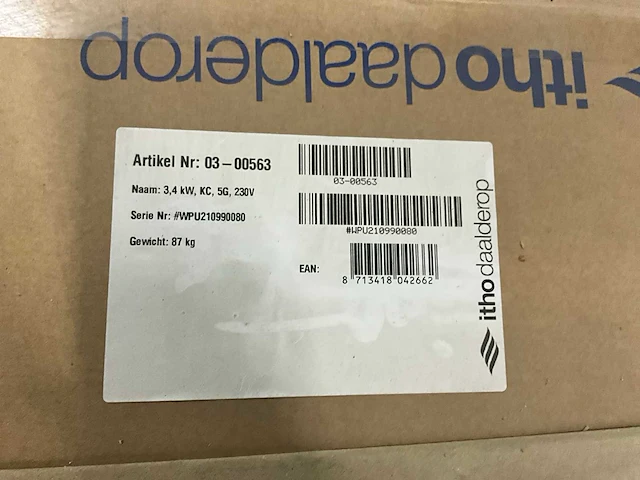 itho daalderop
Artikel Nr: 03-00563
03-00563
Naam: 3,4 kW, KC, 5G, 230V
Serie Nr: #WPU210990080
#WPU210990080
Gewicht: 87 kg
EAN:
8 713418 042662
itho daalderop